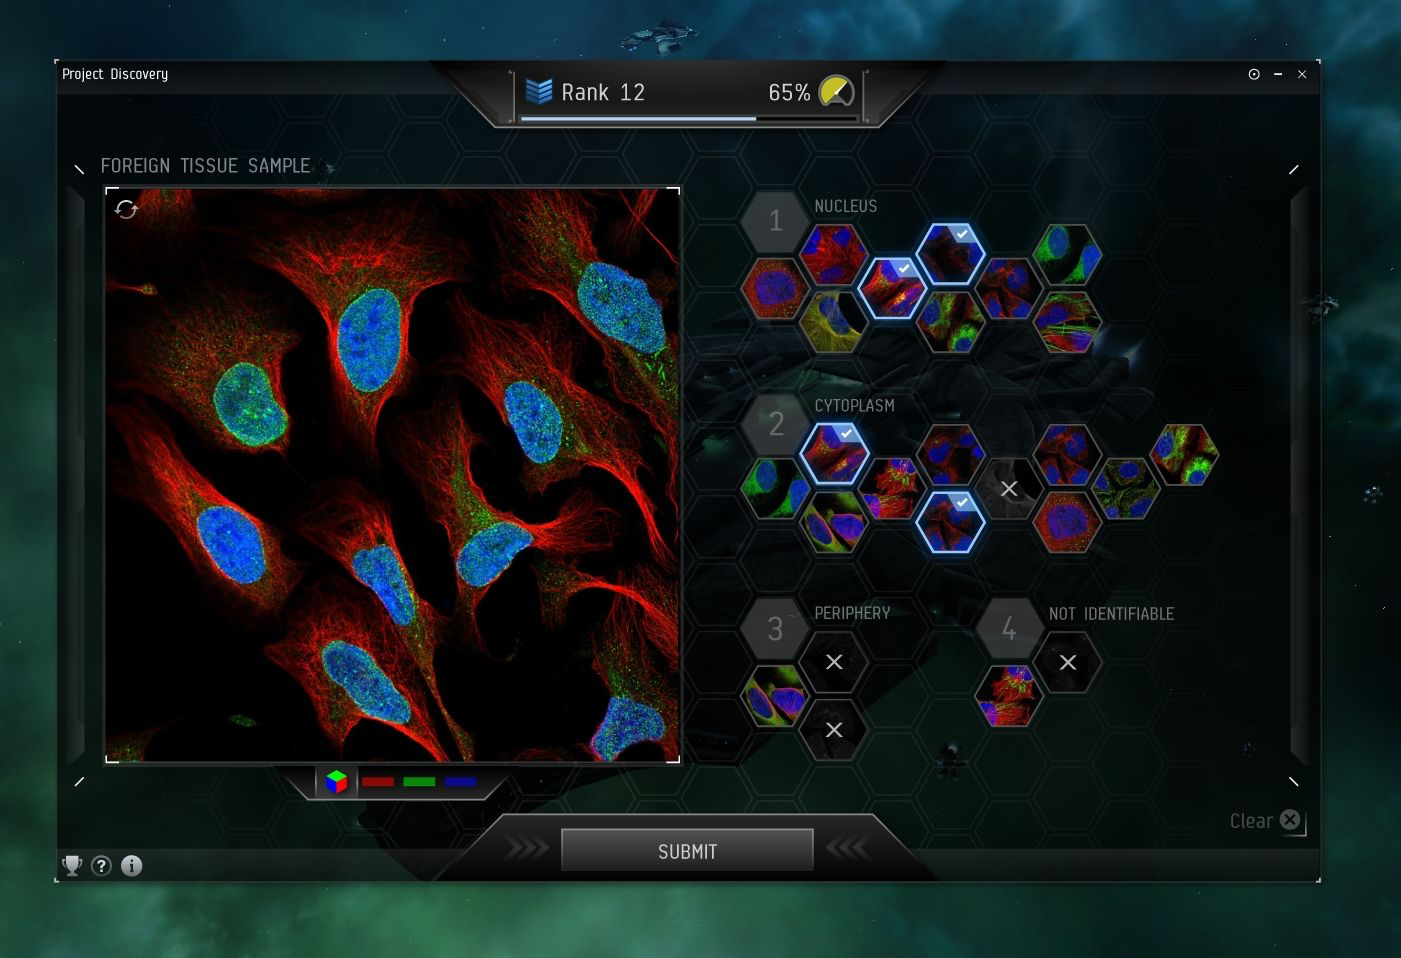 Project Discovery
Rank 12
65%
FOREIGN TISSUE SAMPLE
1
NUCLEUS
2
CYTOPLASM
3
PERIPHERY
4
NOT IDENTIFIABLE
Clear
SUBMIT